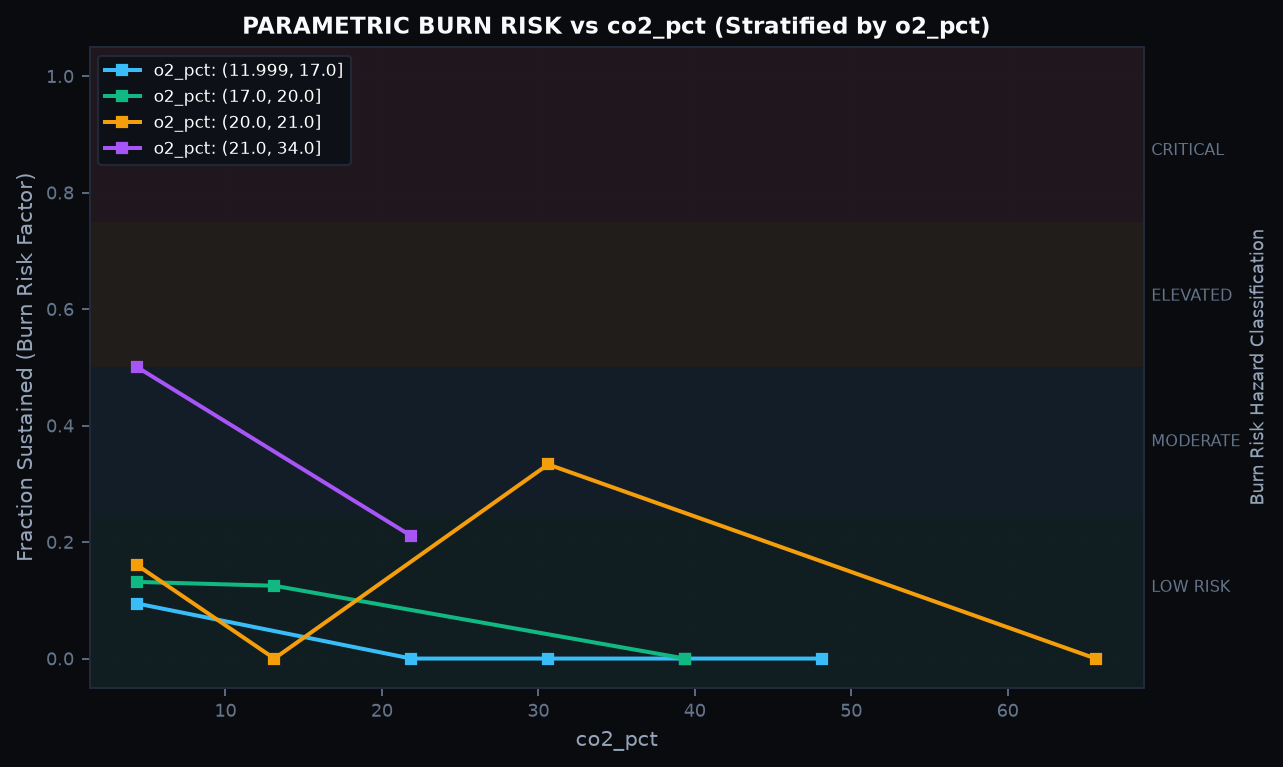 PARAMETRIC BURN RISK vs co2_pct (Stratified by o2_pct)
o2_pct: (11.999, 17.0]
o2_pct: (17.0, 20.0]
o2_pct: (20.0, 21.0]
o2_pct: (21.0, 34.0]
Fraction Sustained (Burn Risk Factor)
1.0
0.8
0.6
0.4
0.2
0.0
CRITICAL
ELEVATED
MODERATE
LOW RISK
Burn Risk Hazard Classification
10
20
30
40
50
60
co2_pct